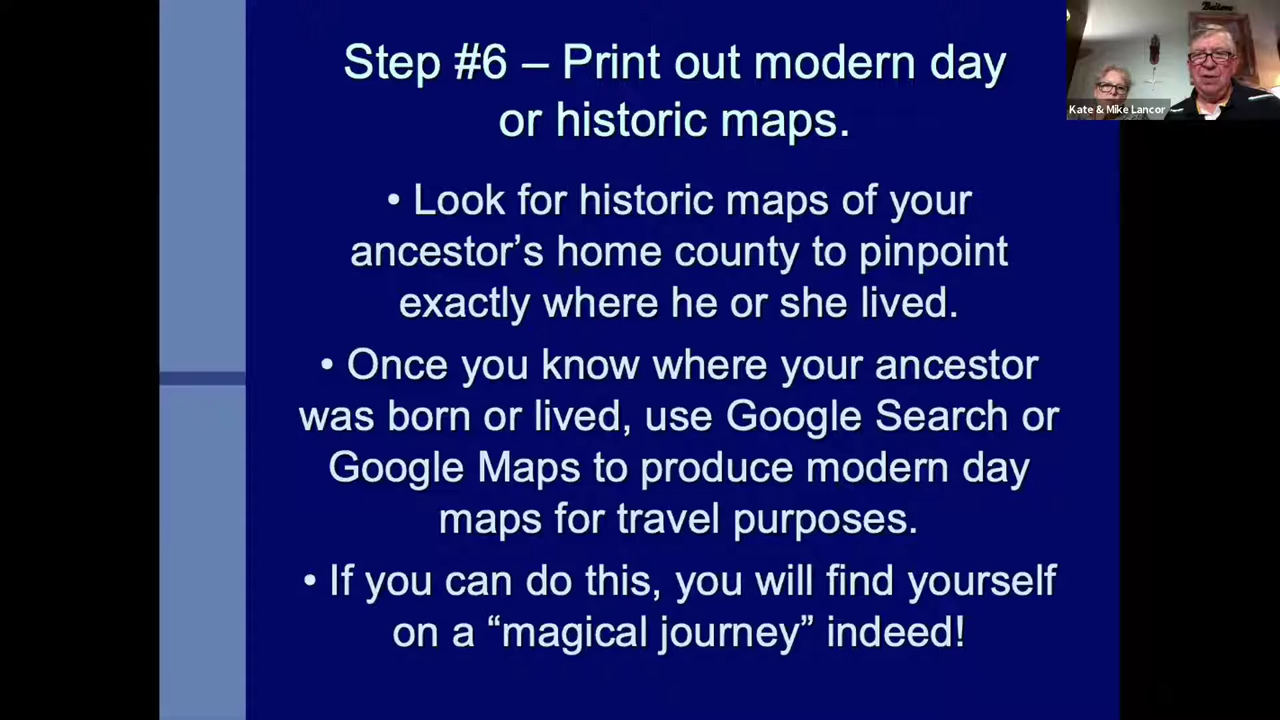 Step #6 – Print out modern day
or historic maps.
• Look for historic maps of your
ancestor’s home county to pinpoint
exactly where he or she lived.
• Once you know where your ancestor
was born or lived, use Google Search or
Google Maps to produce modern day
maps for travel purposes.
• If you can do this, you will find yourself
on a “magical journey” indeed!
Kate & Mike Lancor